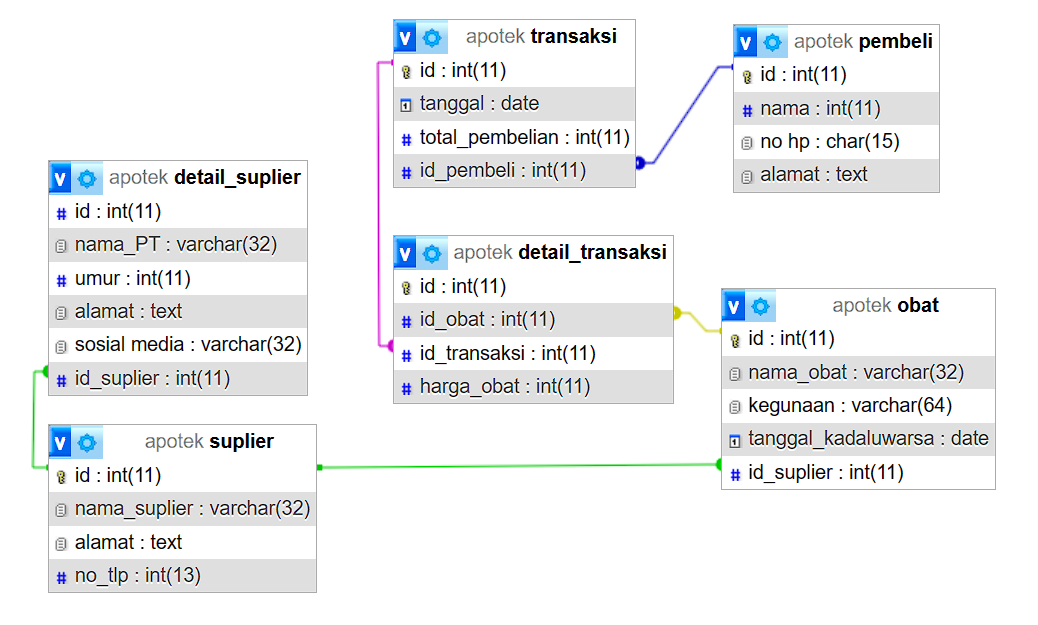 v apotek transaksi
id : int(11)
tanggal : date
total_pembelian : int(11)
id_pembeli : int(11)
v apotek pembeli
id : int(11)
nama : int(11)
no hp : char(15)
alamat : text
v apotek detail_suplier
id : int(11)
nama_PT : varchar(32)
umur : int(11)
alamat : text
sosial media : varchar(32)
id_suplier : int(11)
v apotek detail_transaksi
id : int(11)
id_obat : int(11)
id_transaksi : int(11)
harga_obat : int(11)
v apotek obat
id : int(11)
nama_obat : varchar(32)
kegunaan : varchar(64)
tanggal_kadaluwarsa : date
id_suplier : int(11)
v apotek suplier
id : int(11)
nama_suplier : varchar(32)
alamat : text
no_tlp : int(13)